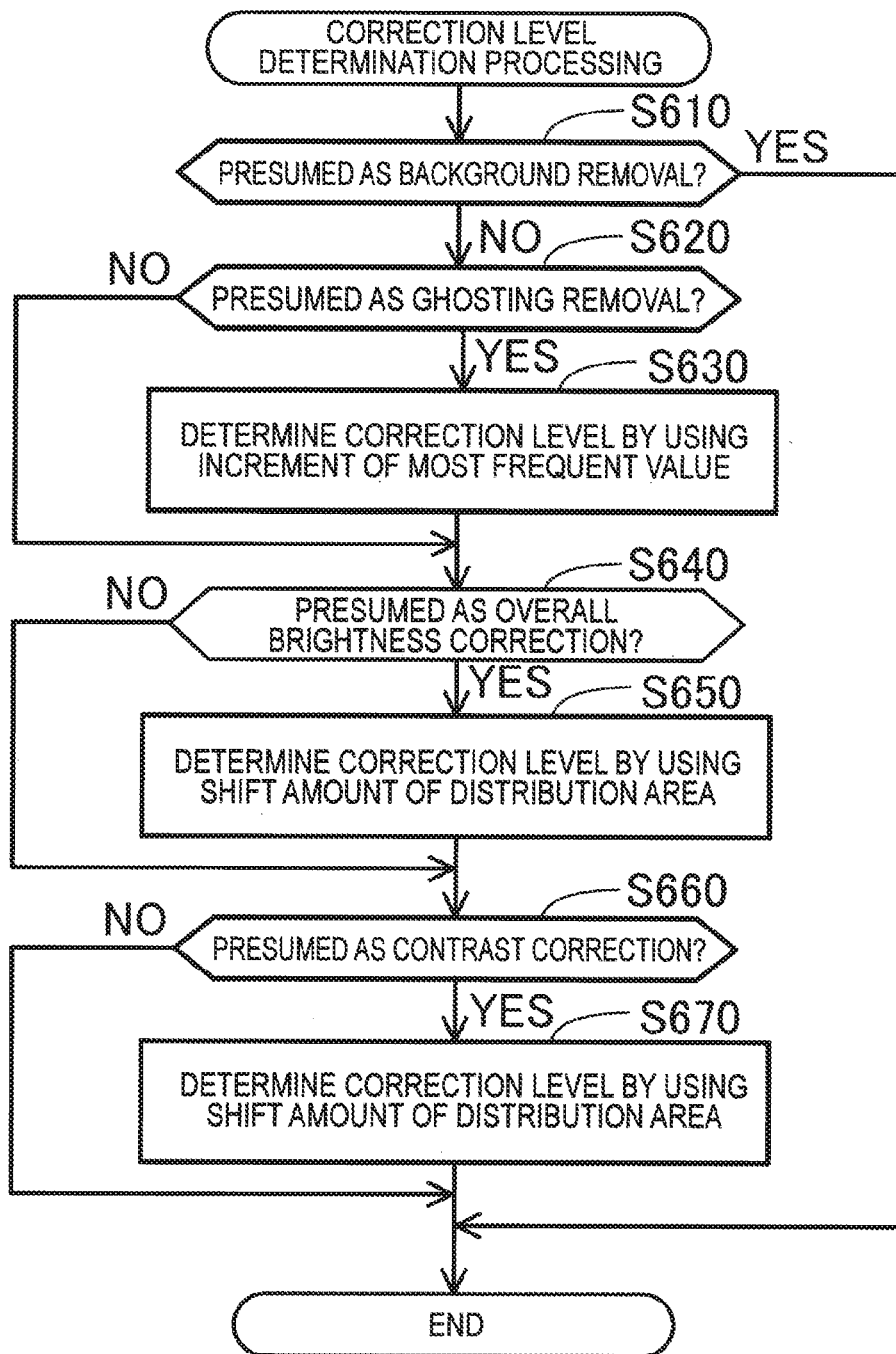 CORRECTION LEVEL
DETERMINATION PROCESSING
S610
YES
PRESUMED AS BACKGROUND REMOVAL?
NO
S620
NO
PRESUMED AS GHOSTING REMOVAL?
YES
S630
DETERMINE CORRECTION LEVEL BY USING
INCREMENT OF MOST FREQUENT VALUE
S640
NO
PRESUMED AS OVERALL
BRIGHTNESS CORRECTION?
YES
S650
DETERMINE CORRECTION LEVEL BY USING
SHIFT AMOUNT OF DISTRIBUTION AREA
S660
NO
PRESUMED AS CONTRAST CORRECTION?
YES
S670
DETERMINE CORRECTION LEVEL BY USING
SHIFT AMOUNT OF DISTRIBUTION AREA
END